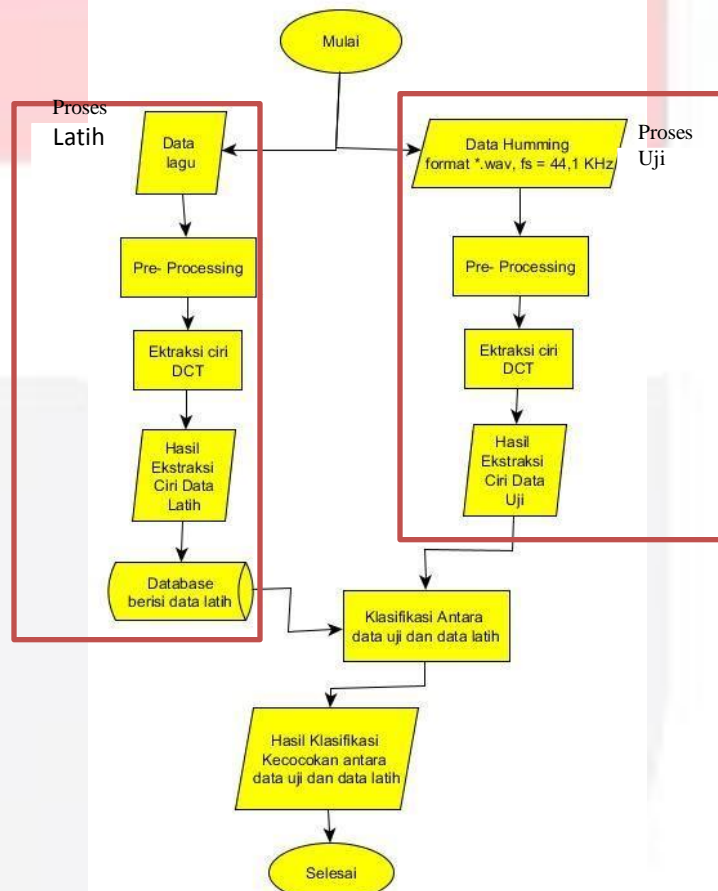 Mulai
Proses
Latih
Data
lagu
Pre- Processing
Ektraksi ciri
DCT
Hasil
Ekstraksi
Ciri Data
Latih
Database
berisi data latih
Proses
Uji
Data Humming
format *.wav, fs = 44,1 KHz
Pre- Processing
Ektraksi ciri
DCT
Hasil
Ekstraksi
Ciri Data
Uji
Klasifikasi Antara
data uji dan data latih
Hasil Klasifikasi
Kecocokan antara
data uji dan data latih
Selesai